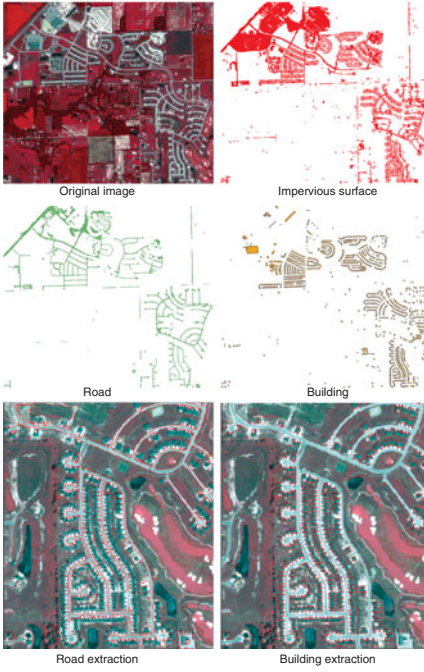 Original image
Impervious surface
Road
Building
Road extraction
Building extraction